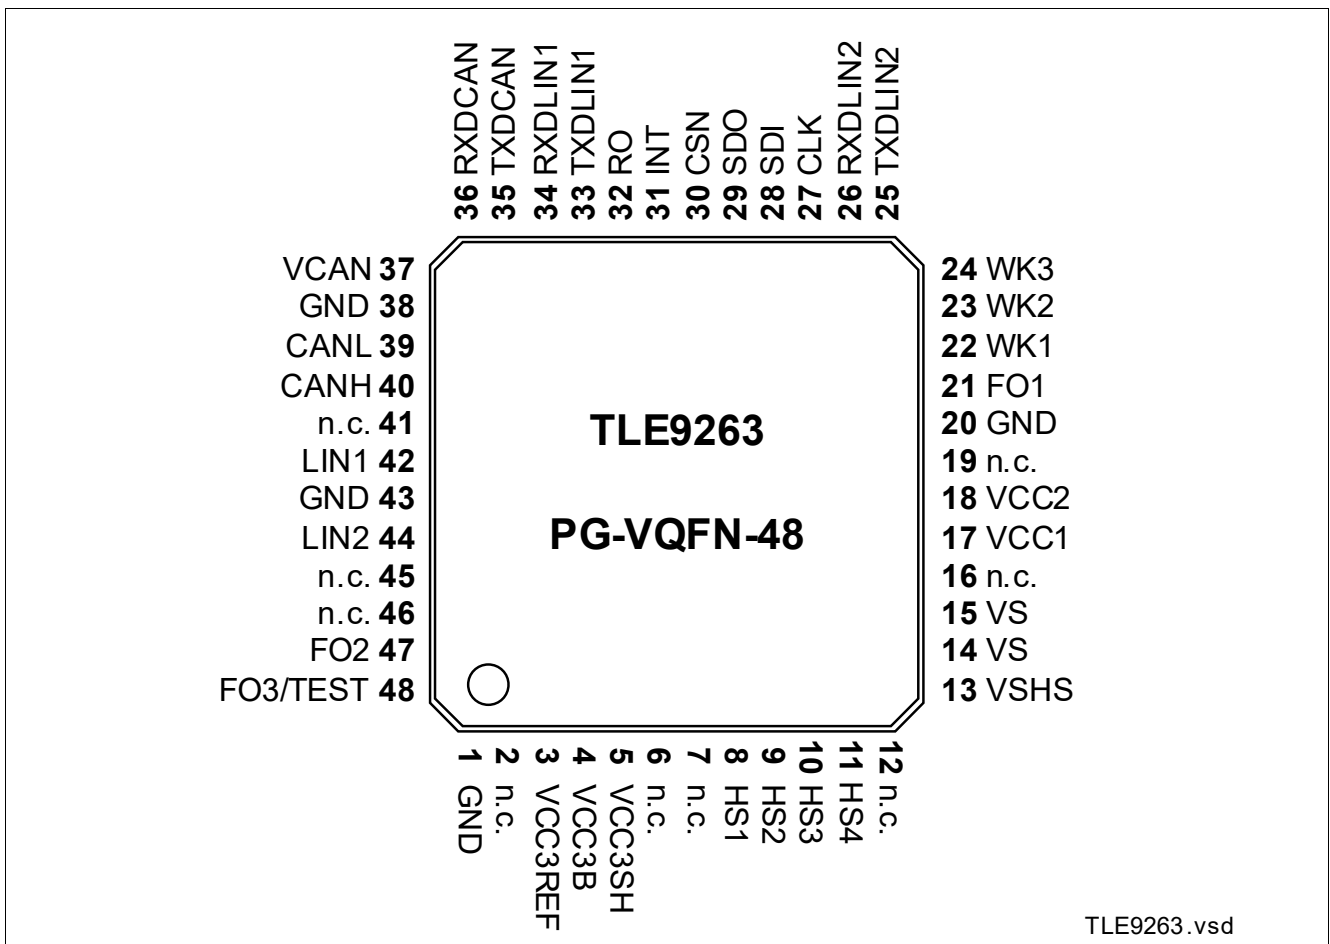 36 RXDCAN
35 TXDCAN
34 RXDLIN1
33 TXDLIN1
32 RO
31 INT
30 CSN
29 SDO
28 SDI
27 CLK
26 RXDLIN2
25 TXDLIN2
VCAN 37
GND 38
CANL 39
CANH 40
n.c. 41
LIN1 42
GND 43
LIN2 44
n.c. 45
n.c. 46
FO2 47
FO3/TEST 48
TLE9263
PG-VQFN-48
24 WK3
23 WK2
22 WK1
21 FO1
20 GND
19 n.c.
18 VCC2
17 VCC1
16 n.c.
15 VS
14 VS
13 VSHS
1 GND
2 n.c.
3 VCC3REF
4 VCC3B
5 VCC3SH
6 n.c.
7 n.c.
8 HS1
9 HS2
10 HS3
11 HS4
12 n.c.
TLE9263.vsd